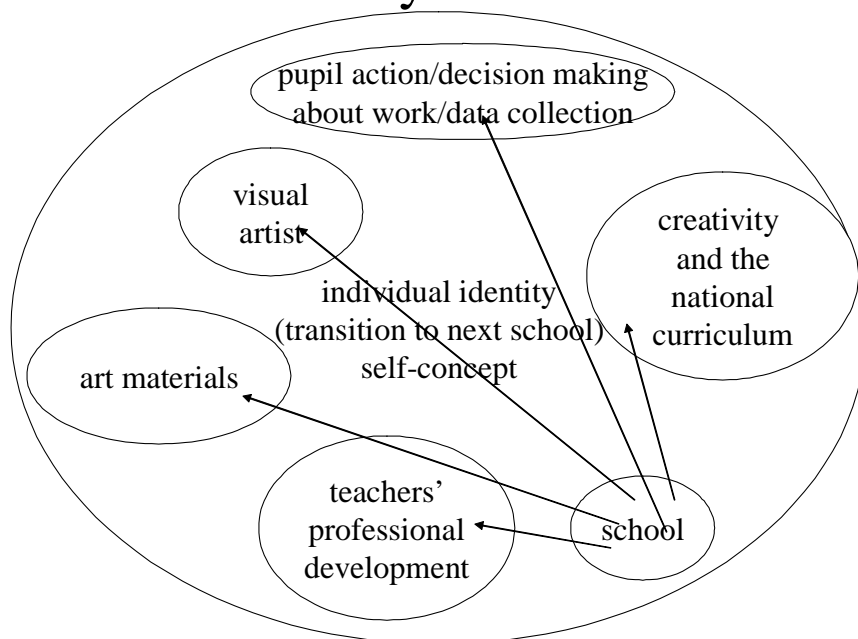 pupil action/decision making
about work/data collection
visual
artist
creativity
and the
national
curriculum
individual identity
(transition to next school)
self-concept
art materials
teachers’
professional
development
school